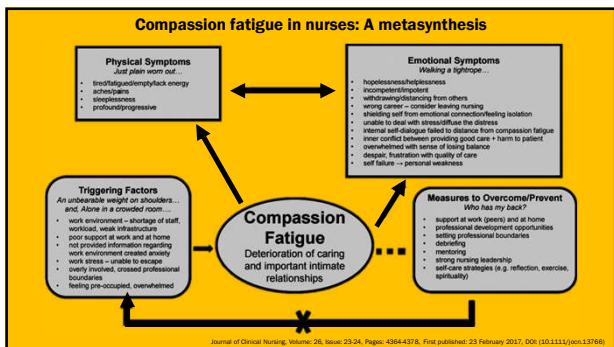 Compassion fatigue in nurses: A metasynthesis
Physical Symptoms
Just plain worn out…
• tired/fatigued/empty/lack energy
• aches/pains
• sleeplessness
• profound/progressive
Emotional Symptoms
Walking a tightrope…
• hopelessness/helplessness
• incompetent/impotent
• withdrawing/distancing from others
• wrong career – consider leaving nursing
• shielding self from emotional connection/feeling isolation
• unable to deal with stress/diffuse the distress
• internal self-dialogue failed to distance from compassion fatigue
• inner conflict between providing good care + harm to patient
• overwhelmed with sense of losing balance
• despair, frustration with quality of care
• self failure → personal weakness
Triggering Factors
An unbearable weight on shoulders…
and, Alone in a crowded room….
• work environment – shortage of staff,
workload, weak infrastructure
• poor support at work and at home
• not provided information regarding
work environment created anxiety
• work stress – unable to escape
• overly involved, crossed professional
boundaries
• feeling pre-occupied, overwhelmed
Compassion
Fatigue
Deterioration of caring
and important intimate
relationships
Measures to Overcome/Prevent
Who has my back?
• support at work (peers) and at home
• professional development opportunities
• setting professional boundaries
• debriefing
• mentoring
• strong nursing leadership
• self-care strategies (e.g. reflection, exercise,
spirituality)
Journal of Clinical Nursing, Volume: 26, Issue: 23-24, Pages: 4364-4378, First published: 23 February 2017, DOI: (10.1111/jocn.13766)